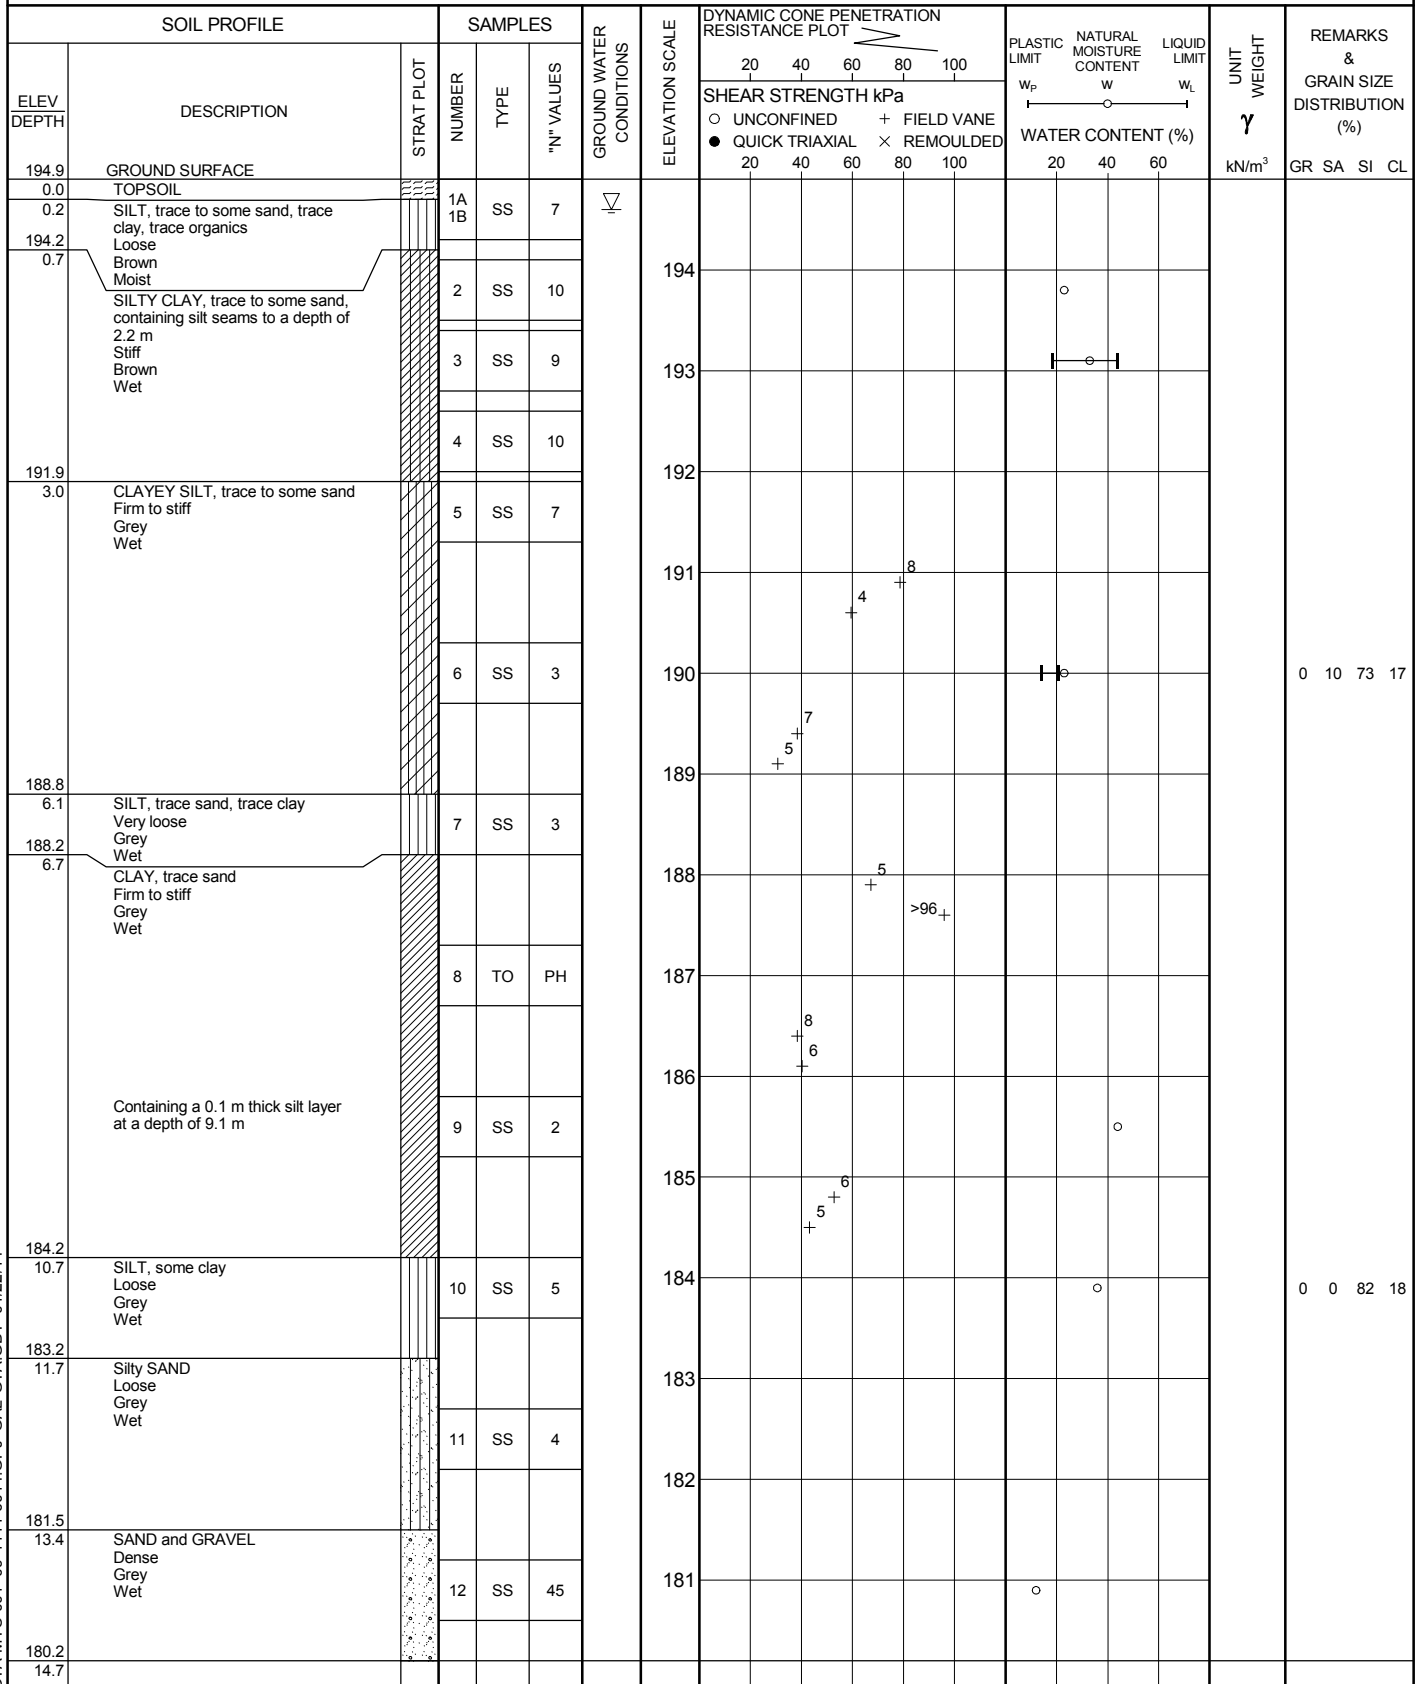 SOIL PROFILE
SAMPLES
GROUND WATER CONDITIONS
ELEVATION SCALE
DYNAMIC CONE PENETRATION
RESISTANCE PLOT
20 40 60 80 100
SHEAR STRENGTH kPa
○ UNCONFINED + FIELD VANE
● QUICK TRIAXIAL × REMOULDED
20 40 60 80 100
PLASTIC LIMIT
NATURAL MOISTURE CONTENT
LIQUID LIMIT
WP W WL
WATER CONTENT (%)
20 40 60
UNIT WEIGHT
γ
kN/m³
REMARKS
&
GRAIN SIZE
DISTRIBUTION
(%)
GR SA SI CL
ELEV
DEPTH
DESCRIPTION
STRAT PLOT
NUMBER
TYPE
"N" VALUES
194.9 GROUND SURFACE
0.0 TOPSOIL
0.2 SILT, trace to some sand, trace
clay, trace organics
194.2 Loose
0.7 Brown
Moist
1A
1B SS 7
SILTY CLAY, trace to some sand,
containing silt seams to a depth of
2.2 m
Stiff
Brown
Wet
2 SS 10
194
3 SS 9
193
4 SS 10
192
191.9
3.0 CLAYEY SILT, trace to some sand
Firm to stiff
Grey
Wet
5 SS 7
191
8
4
6 SS 3
190
0 10 73 17
7
5
189
188.8
6.1 SILT, trace sand, trace clay
Very loose
Grey
188.2 Wet
6.7
7 SS 3
CLAY, trace sand
Firm to stiff
Grey
Wet
188
5
>96
8 TO PH
187
8
6
186
Containing a 0.1 m thick silt layer
at a depth of 9.1 m
9 SS 2
185
6
5
184.2
10.7 SILT, some clay
Loose
Grey
Wet
10 SS 5
184
0 0 82 18
183.2
11.7 Silty SAND
Loose
Grey
Wet
183
11 SS 4
182
181.5
13.4 SAND and GRAVEL
Dense
Grey
Wet
12 SS 45
181
180.2
14.7